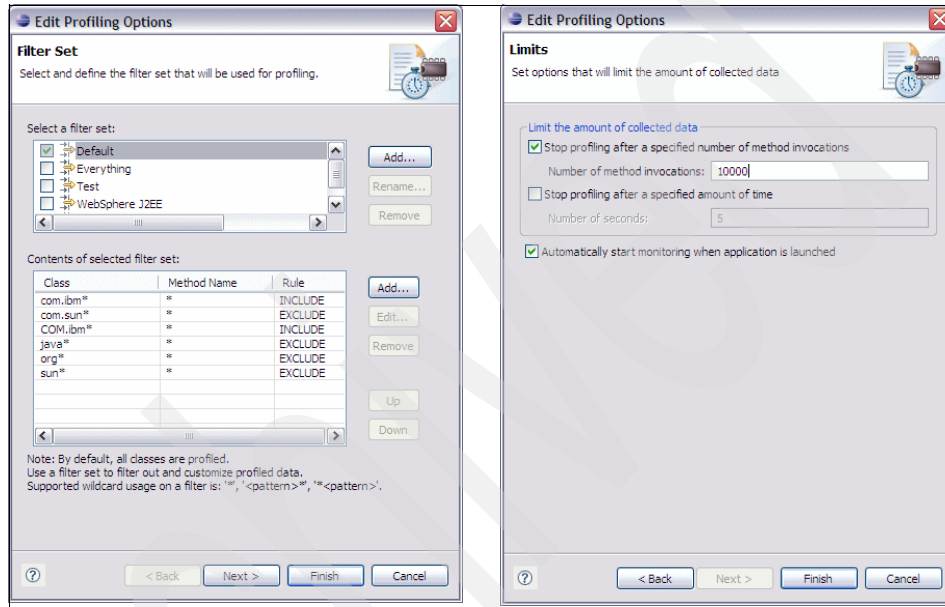 Edit Profiling Options
Filter Set
Select and define the filter set that will be used for profiling.
Select a filter set:
Default
Everything
Test
WebSphere J2EE
Add...
Rename...
Remove
Contents of selected filter set:
Class Method Name Rule
com.ibm* * INCLUDE
com.sun* * EXCLUDE
COM.ibm* * INCLUDE
java* * EXCLUDE
org* * EXCLUDE
sun* * EXCLUDE
Add...
Edit...
Remove
Up
Down
Note: By default, all classes are profiled.
Use a filter set to filter out and customize profiled data.
Supported wildcard usage on a filter is: '*', '<pattern>*', '*<pattern>'.
? < Back Next > Finish Cancel
Edit Profiling Options
Limits
Set options that will limit the amount of collected data
Limit the amount of collected data
Stop profiling after a specified number of method invocations
Number of method invocations: 10000
Stop profiling after a specified amount of time
Number of seconds: 5
Automatically start monitoring when application is launched
? < Back Next > Finish Cancel